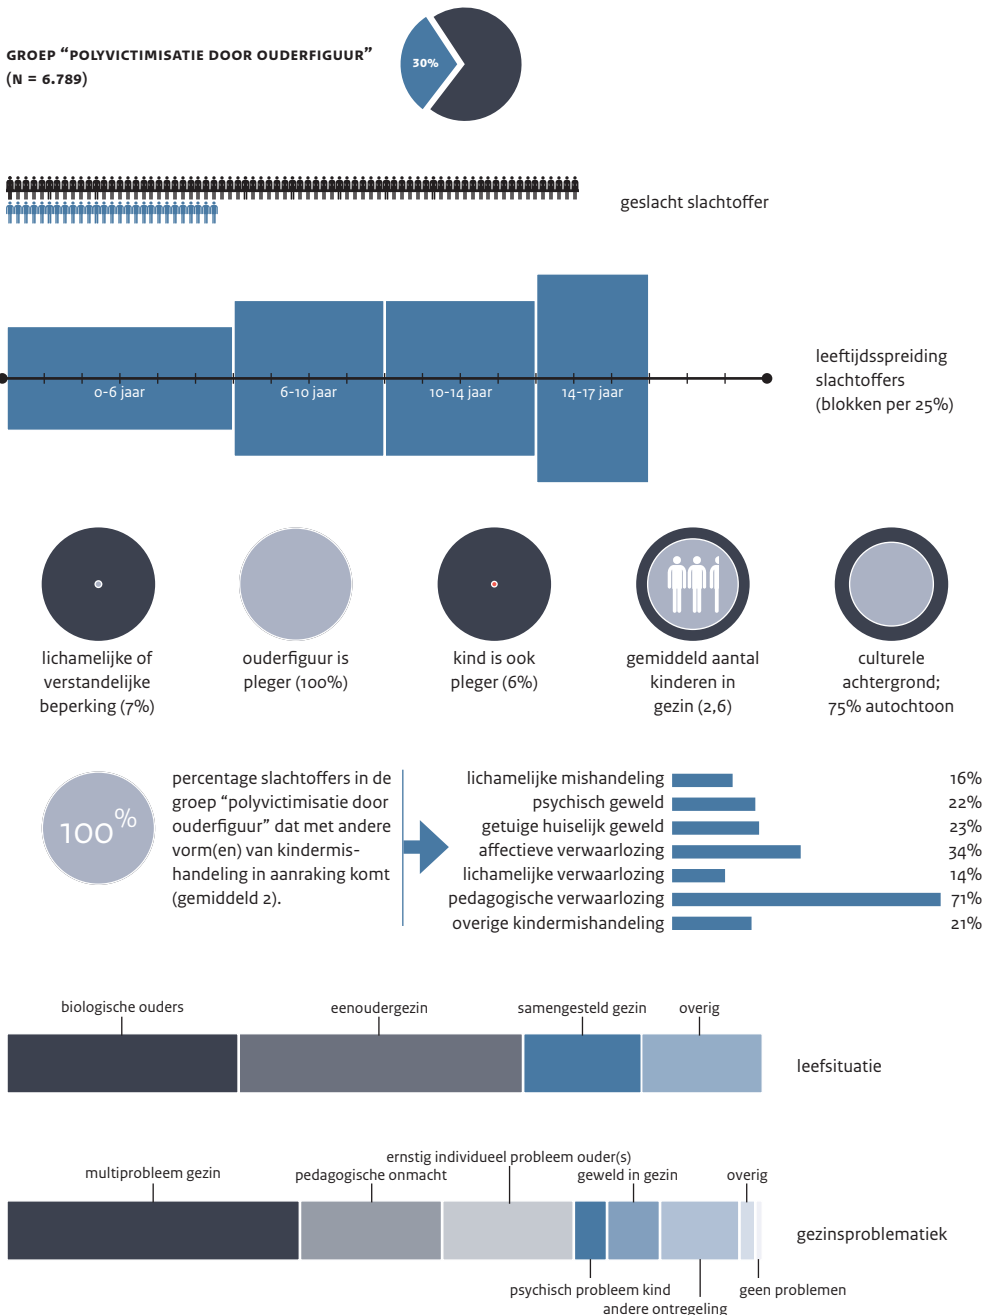 GROEP “POLYVICTIMISATIE DOOR OUDERFIGUUR”
(N = 6.789)
30%
geslacht slachtoffer
0-6 jaar
6-10 jaar
10-14 jaar
14-17 jaar
leeftijdsspreiding
slachtoffers
(blokken per 25%)
lichamelijke of
verstandelijke
beperking (7%)
ouderfiguur is
pleger (100%)
kind is ook
pleger (6%)
gemiddeld aantal
kinderen in
gezin (2,6)
culturele
achtergrond;
75% autochtoon
100%
percentage slachtoffers in de
groep “polyvictimisatie door
ouderfiguur” dat met andere
vorm(en) van kindermis-
handeling in aanraking komt
(gemiddeld 2).
lichamelijke mishandeling 16%
psychisch geweld 22%
getuige huiselijk geweld 23%
affectieve verwaarlozing 34%
lichamelijke verwaarlozing 14%
pedagogische verwaarlozing 71%
overige kindermishandeling 21%
biologische ouders
eenoudergezin
samengesteld gezin
overig
leefsituatie
multiprobleem gezin
pedagogische onmacht
ernstig individueel probleem ouder(s)
geweld in gezin
overig
gezinsproblematiek
psychisch probleem kind
andere ontregeling
geen problemen